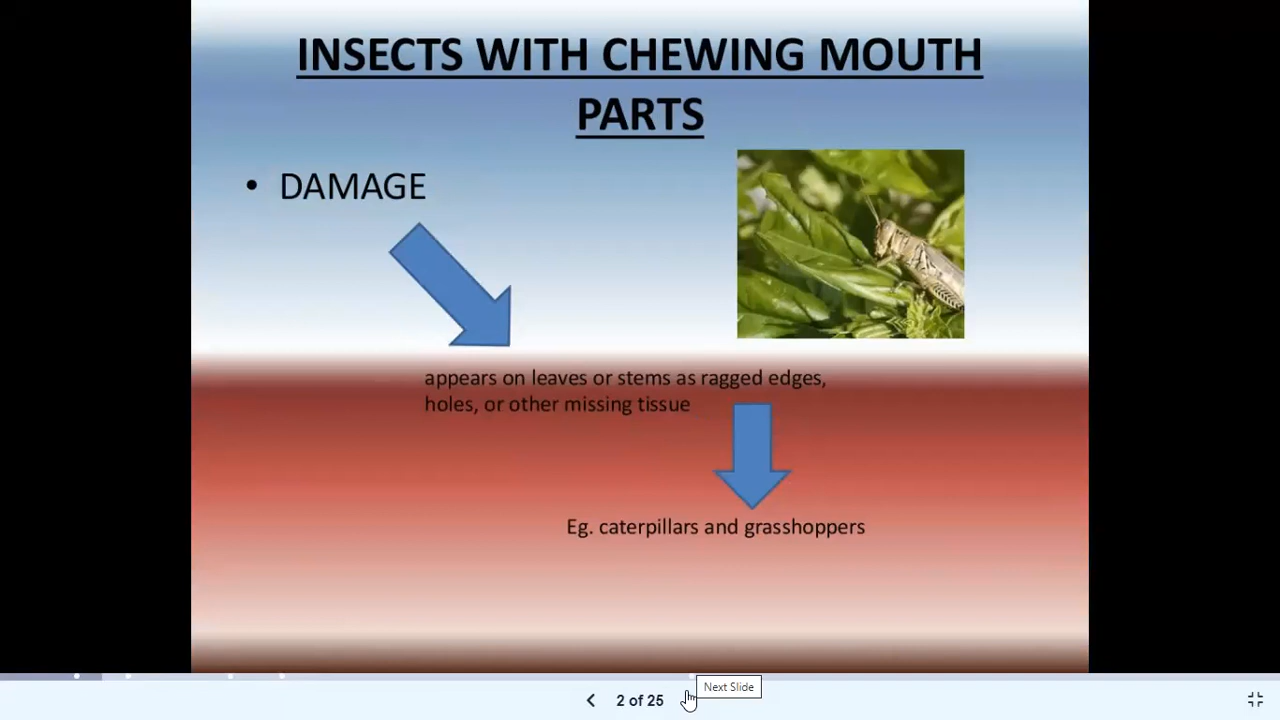 INSECTS WITH CHEWING MOUTH
PARTS
• DAMAGE
appears on leaves or stems as ragged edges,
holes, or other missing tissue
Eg. caterpillars and grasshoppers
2 of 25
Next Slide